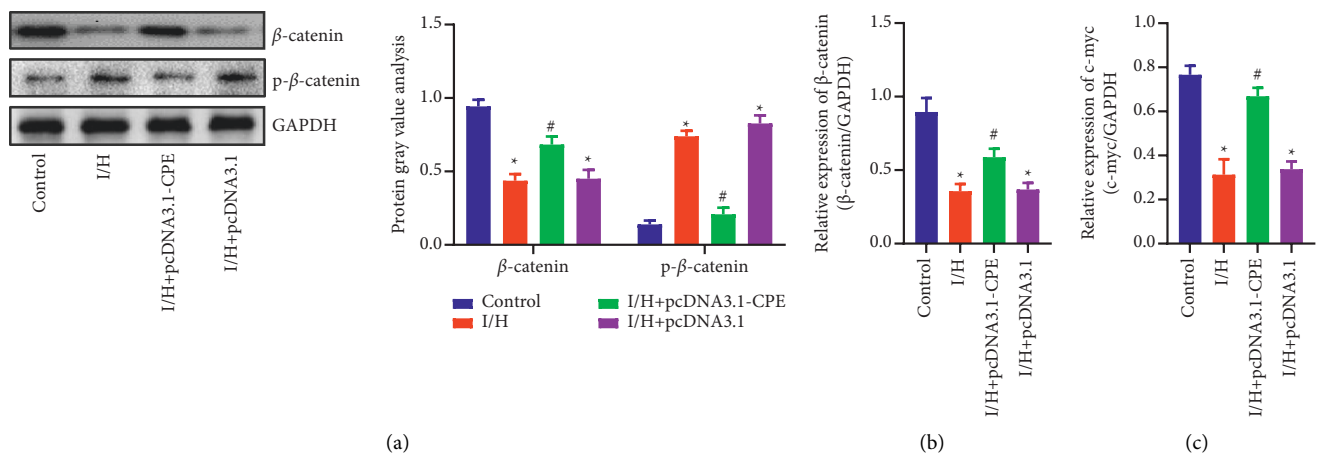 β-catenin
p-β-catenin
GAPDH
Control
I/H
I/H+pcDNA3.1-CPE
I/H+pcDNA3.1
Protein gray value analysis
1.5
1.0
0.5
0.0
*
#
*
*
#
*
β-catenin
p-β-catenin
Control
I/H
I/H+pcDNA3.1-CPE
I/H+pcDNA3.1
(a)
Relative expression of β-catenin
(β-catenin/GAPDH)
1.5
1.0
0.5
0.0
*
#
*
Control
I/H
I/H+pcDNA3.1-CPE
I/H+pcDNA3.1
(b)
Relative expression of c-myc
(c-myc/GAPDH)
1.0
0.8
0.6
0.4
0.2
0.0
*
#
*
Control
I/H
I/H+pcDNA3.1-CPE
I/H+pcDNA3.1
(c)